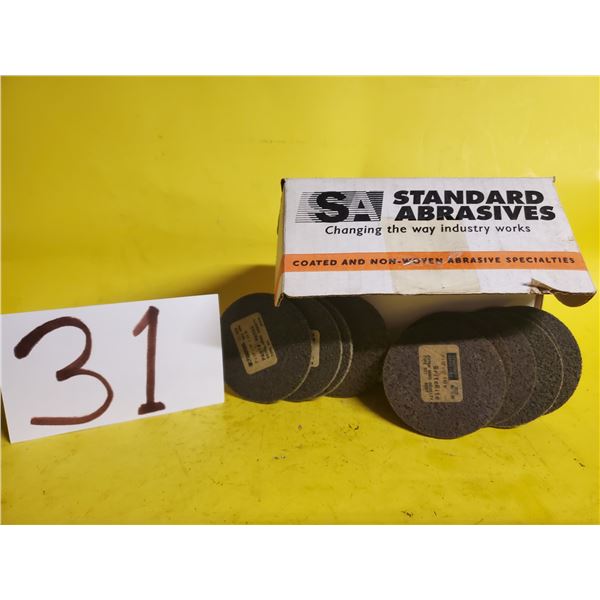 SA STANDARD
ABRASIVES
Changing the way industry works
COATED AND NON-WOVEN ABRASIVE SPECIALTIES
31